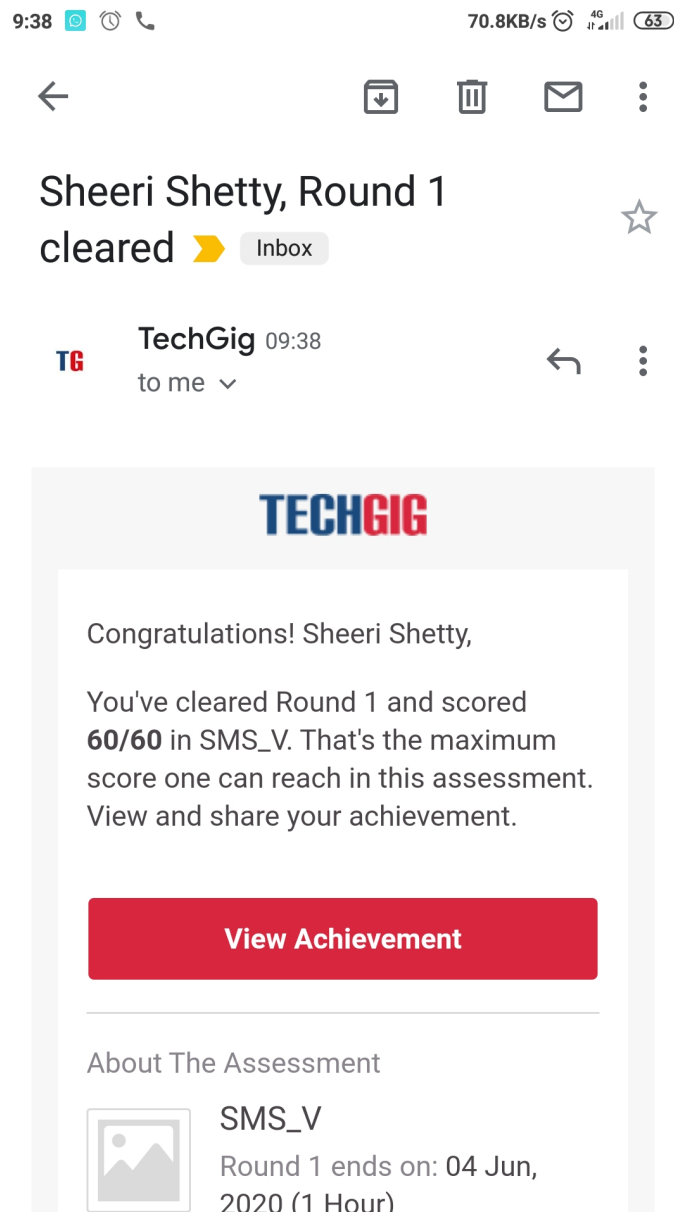 9:38 70.8KB/s 4G 63
Sheeri Shetty, Round 1
cleared Inbox
TG TechGig 09:38
to me
TECHGIG
Congratulations! Sheeri Shetty,
You've cleared Round 1 and scored
60/60 in SMS_V. That's the maximum
score one can reach in this assessment.
View and share your achievement.
View Achievement
About The Assessment
SMS_V
Round 1 ends on: 04 Jun,
2020 (1 Hour)